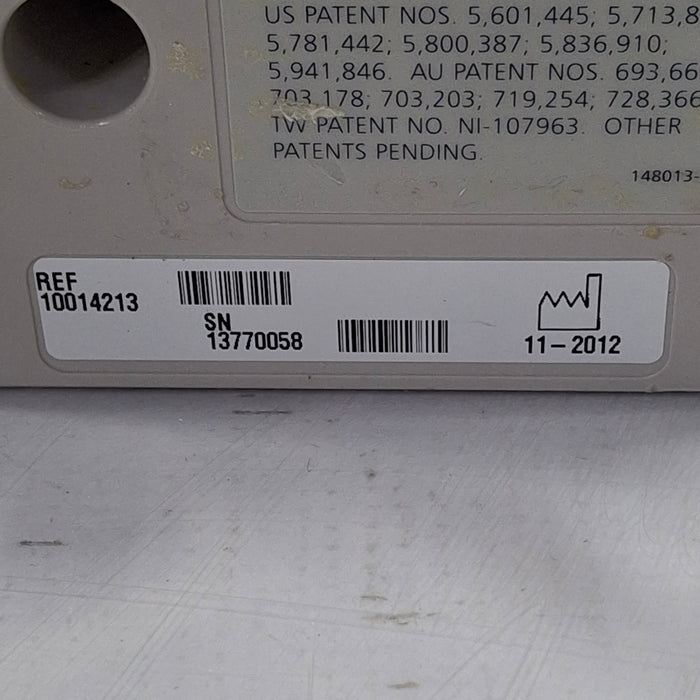 US PATENT NOS. 5,601,445; 5,713,8
5,781,442; 5,800,387; 5,836,910;
5,941,846. AU PATENT NOS. 693,66
703,178; 703,203; 719,254; 728,366
TW PATENT NO. NI-107963. OTHER
PATENTS PENDING.
148013-
REF
10014213
SN
13770058
11-2012